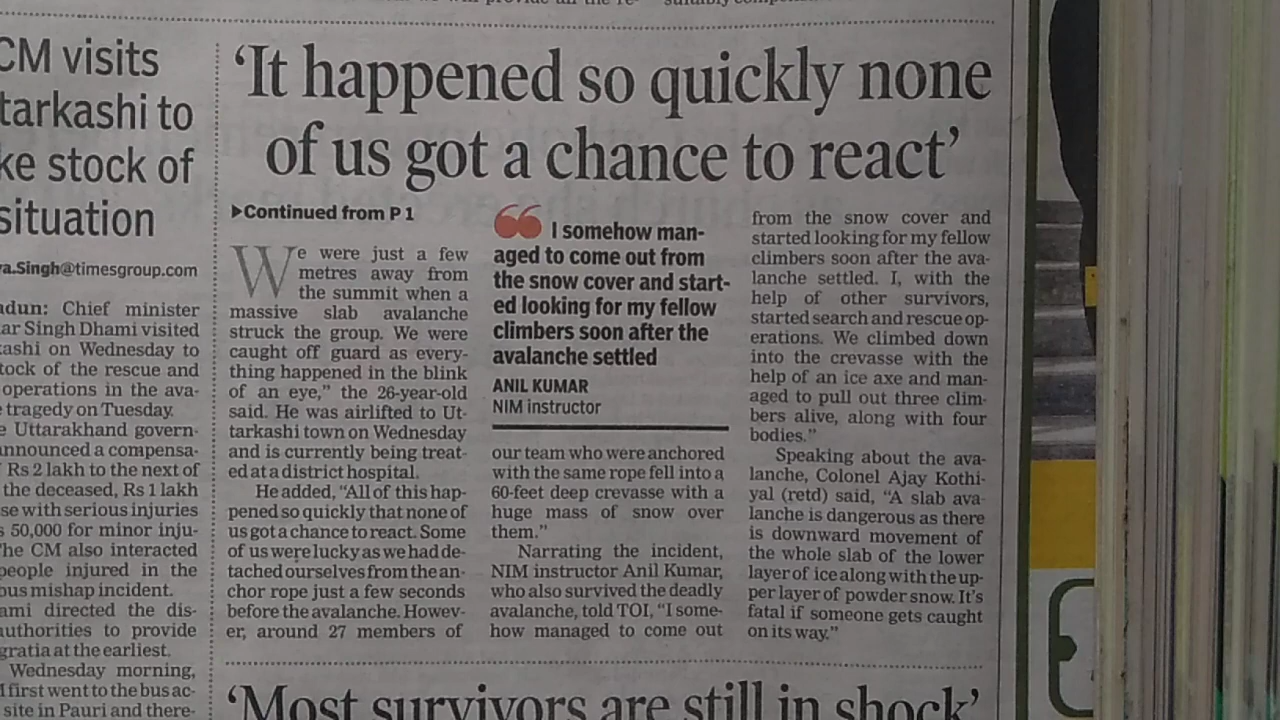 CM visits
tarkashi to
ke stock of
situation
va.Singh@timesgroup.com
adun: Chief minister
ar Singh Dhami visited
kashi on Wednesday to
tock of the rescue and
operations in the ava-
e tragedy on Tuesday.
e Uttarakhand govern-
announced a compensa-
Rs 2 lakh to the next of
the deceased, Rs 1 lakh
se with serious injuries
s 50,000 for minor inju-
The CM also interacted
people injured in the
bus mishap incident.
ami directed the dis-
authorities to provide
gratia at the earliest.
Wednesday morning,
first went to the bus ac-
site in Pauri and there-
‘It happened so quickly none
of us got a chance to react’
▶Continued from P 1
We were just a few
metres away from
the summit when a
massive slab avalanche
struck the group. We were
caught off guard as every-
thing happened in the blink
of an eye,” the 26-year-old
said. He was airlifted to Ut-
tarkashi town on Wednesday
and is currently being treat-
ed at a district hospital.
He added, “All of this hap-
pened so quickly that none of
us got a chance to react. Some
of us were lucky as we had de-
tached ourselves from the an-
chor rope just a few seconds
before the avalanche. Howev-
er, around 27 members of
“I somehow man-
aged to come out from
the snow cover and start-
ed looking for my fellow
climbers soon after the
avalanche settled
ANIL KUMAR
NIM instructor
our team who were anchored
with the same rope fell into a
60-feet deep crevasse with a
huge mass of snow over
them.”
Narrating the incident,
NIM instructor Anil Kumar,
who also survived the deadly
avalanche, told TOI, “I some-
how managed to come out
from the snow cover and
started looking for my fellow
climbers soon after the ava-
lanche settled. I, with the
help of other survivors,
started search and rescue op-
erations. We climbed down
into the crevasse with the
help of an ice axe and man-
aged to pull out three clim-
bers alive, along with four
bodies.”
Speaking about the ava-
lanche, Colonel Ajay Kothi-
yal (retd) said, “A slab ava-
lanche is dangerous as there
is downward movement of
the whole slab of the lower
layer of ice along with the up-
per layer of powder snow. It’s
fatal if someone gets caught
on its way.”
‘Most survivors are still in shock’